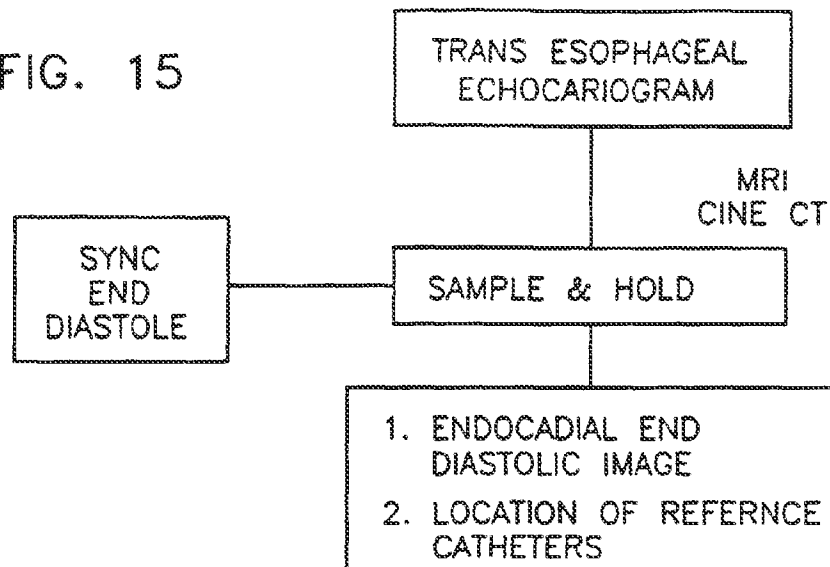 FIG. 15
TRANS ESOPHAGEAL
ECHOCARIOGRAM
MRI
CINE CT
SYNC
END
DIASTOLE
SAMPLE & HOLD
1. ENDOCADIAL END
DIASTOLIC IMAGE
2. LOCATION OF REFERNCE
CATHETERS